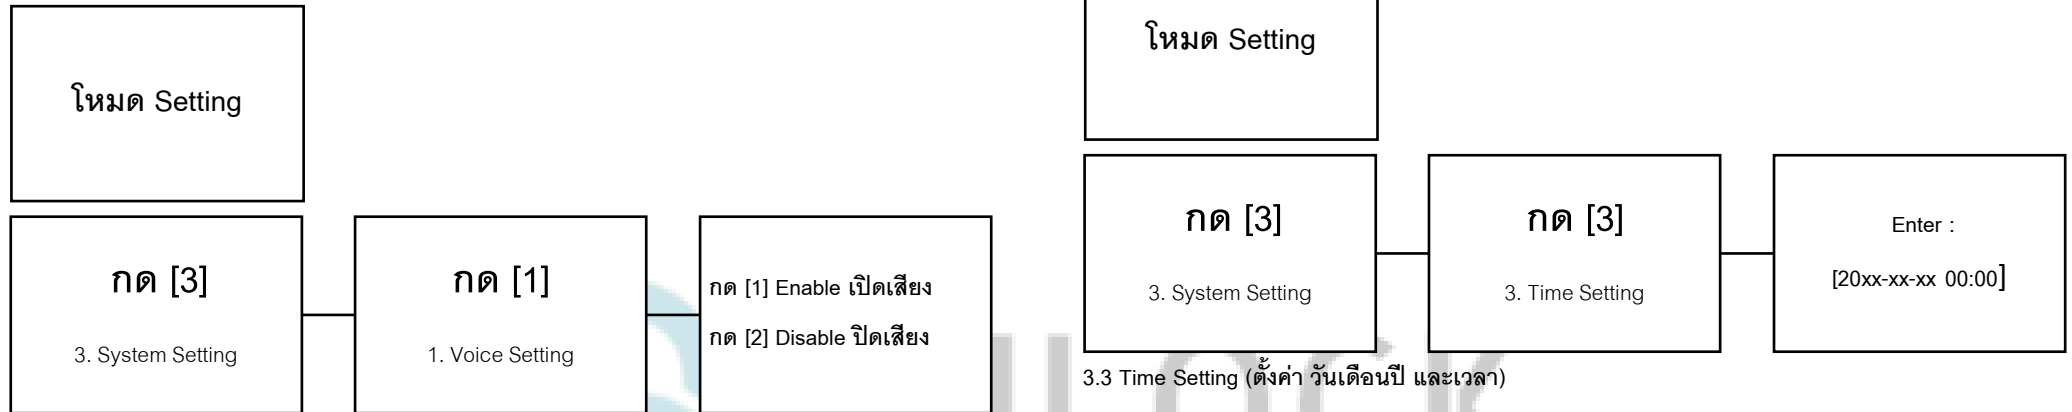 โหมด Setting
กด [3]
3. System Setting
กด [1]
1. Voice Setting
กด [1] Enable เปิดเสียง
กด [2] Disable ปิดเสียง
โหมด Setting
กด [3]
3. System Setting
กด [3]
3. Time Setting
Enter :
[20xx-xx-xx 00:00]
3.3 Time Setting (ตั้งค่า วันเดือนปี และเวลา)